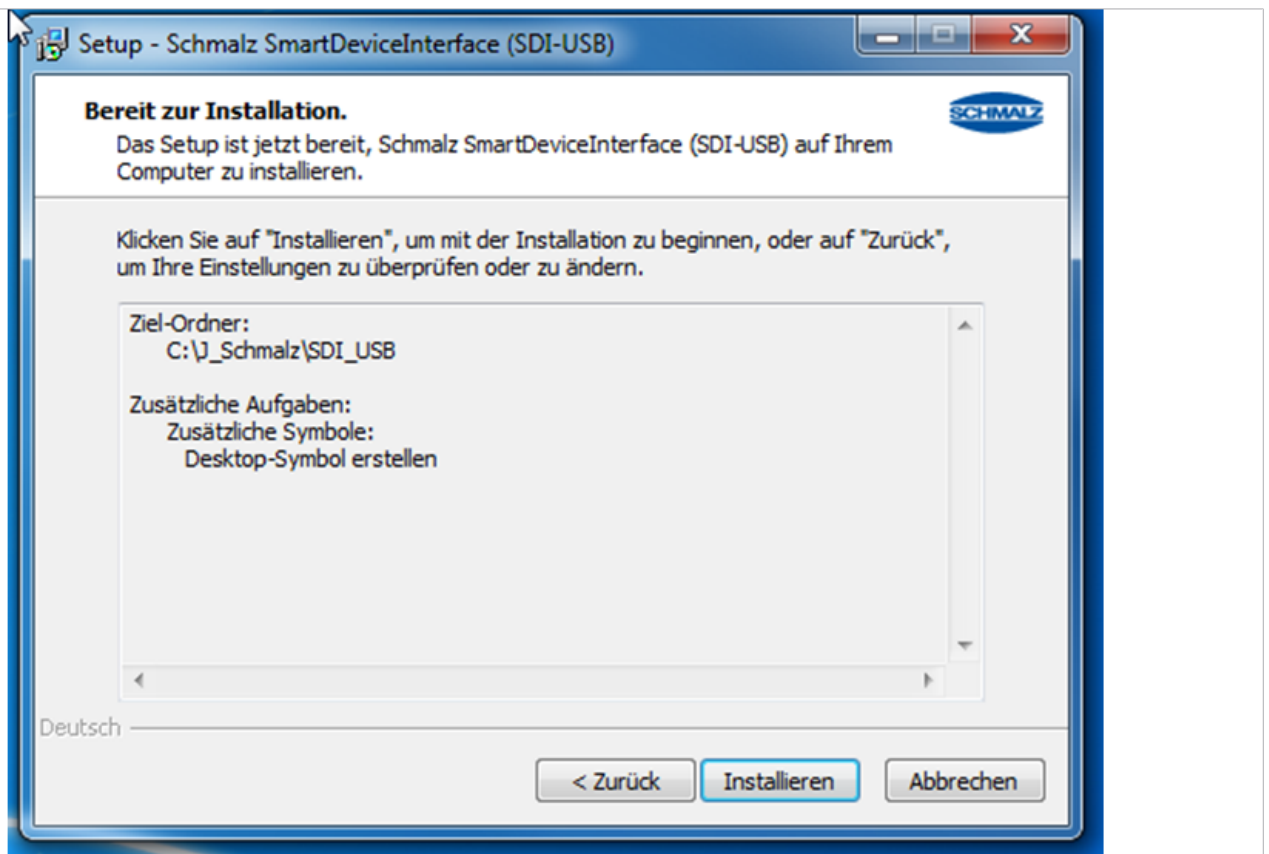 Setup - Schmalz SmartDeviceInterface (SDI-USB)
Bereit zur Installation.
SCHMALZ
Das Setup ist jetzt bereit, Schmalz SmartDeviceInterface (SDI-USB) auf Ihrem
Computer zu installieren.
Klicken Sie auf "Installieren", um mit der Installation zu beginnen, oder auf "Zurück",
um Ihre Einstellungen zu überprüfen oder zu ändern.
Ziel-Ordner:
C:\J_Schmalz\SDI_USB
Zusätzliche Aufgaben:
Zusätzliche Symbole:
Desktop-Symbol erstellen
Deutsch
< Zurück
Installieren
Abbrechen